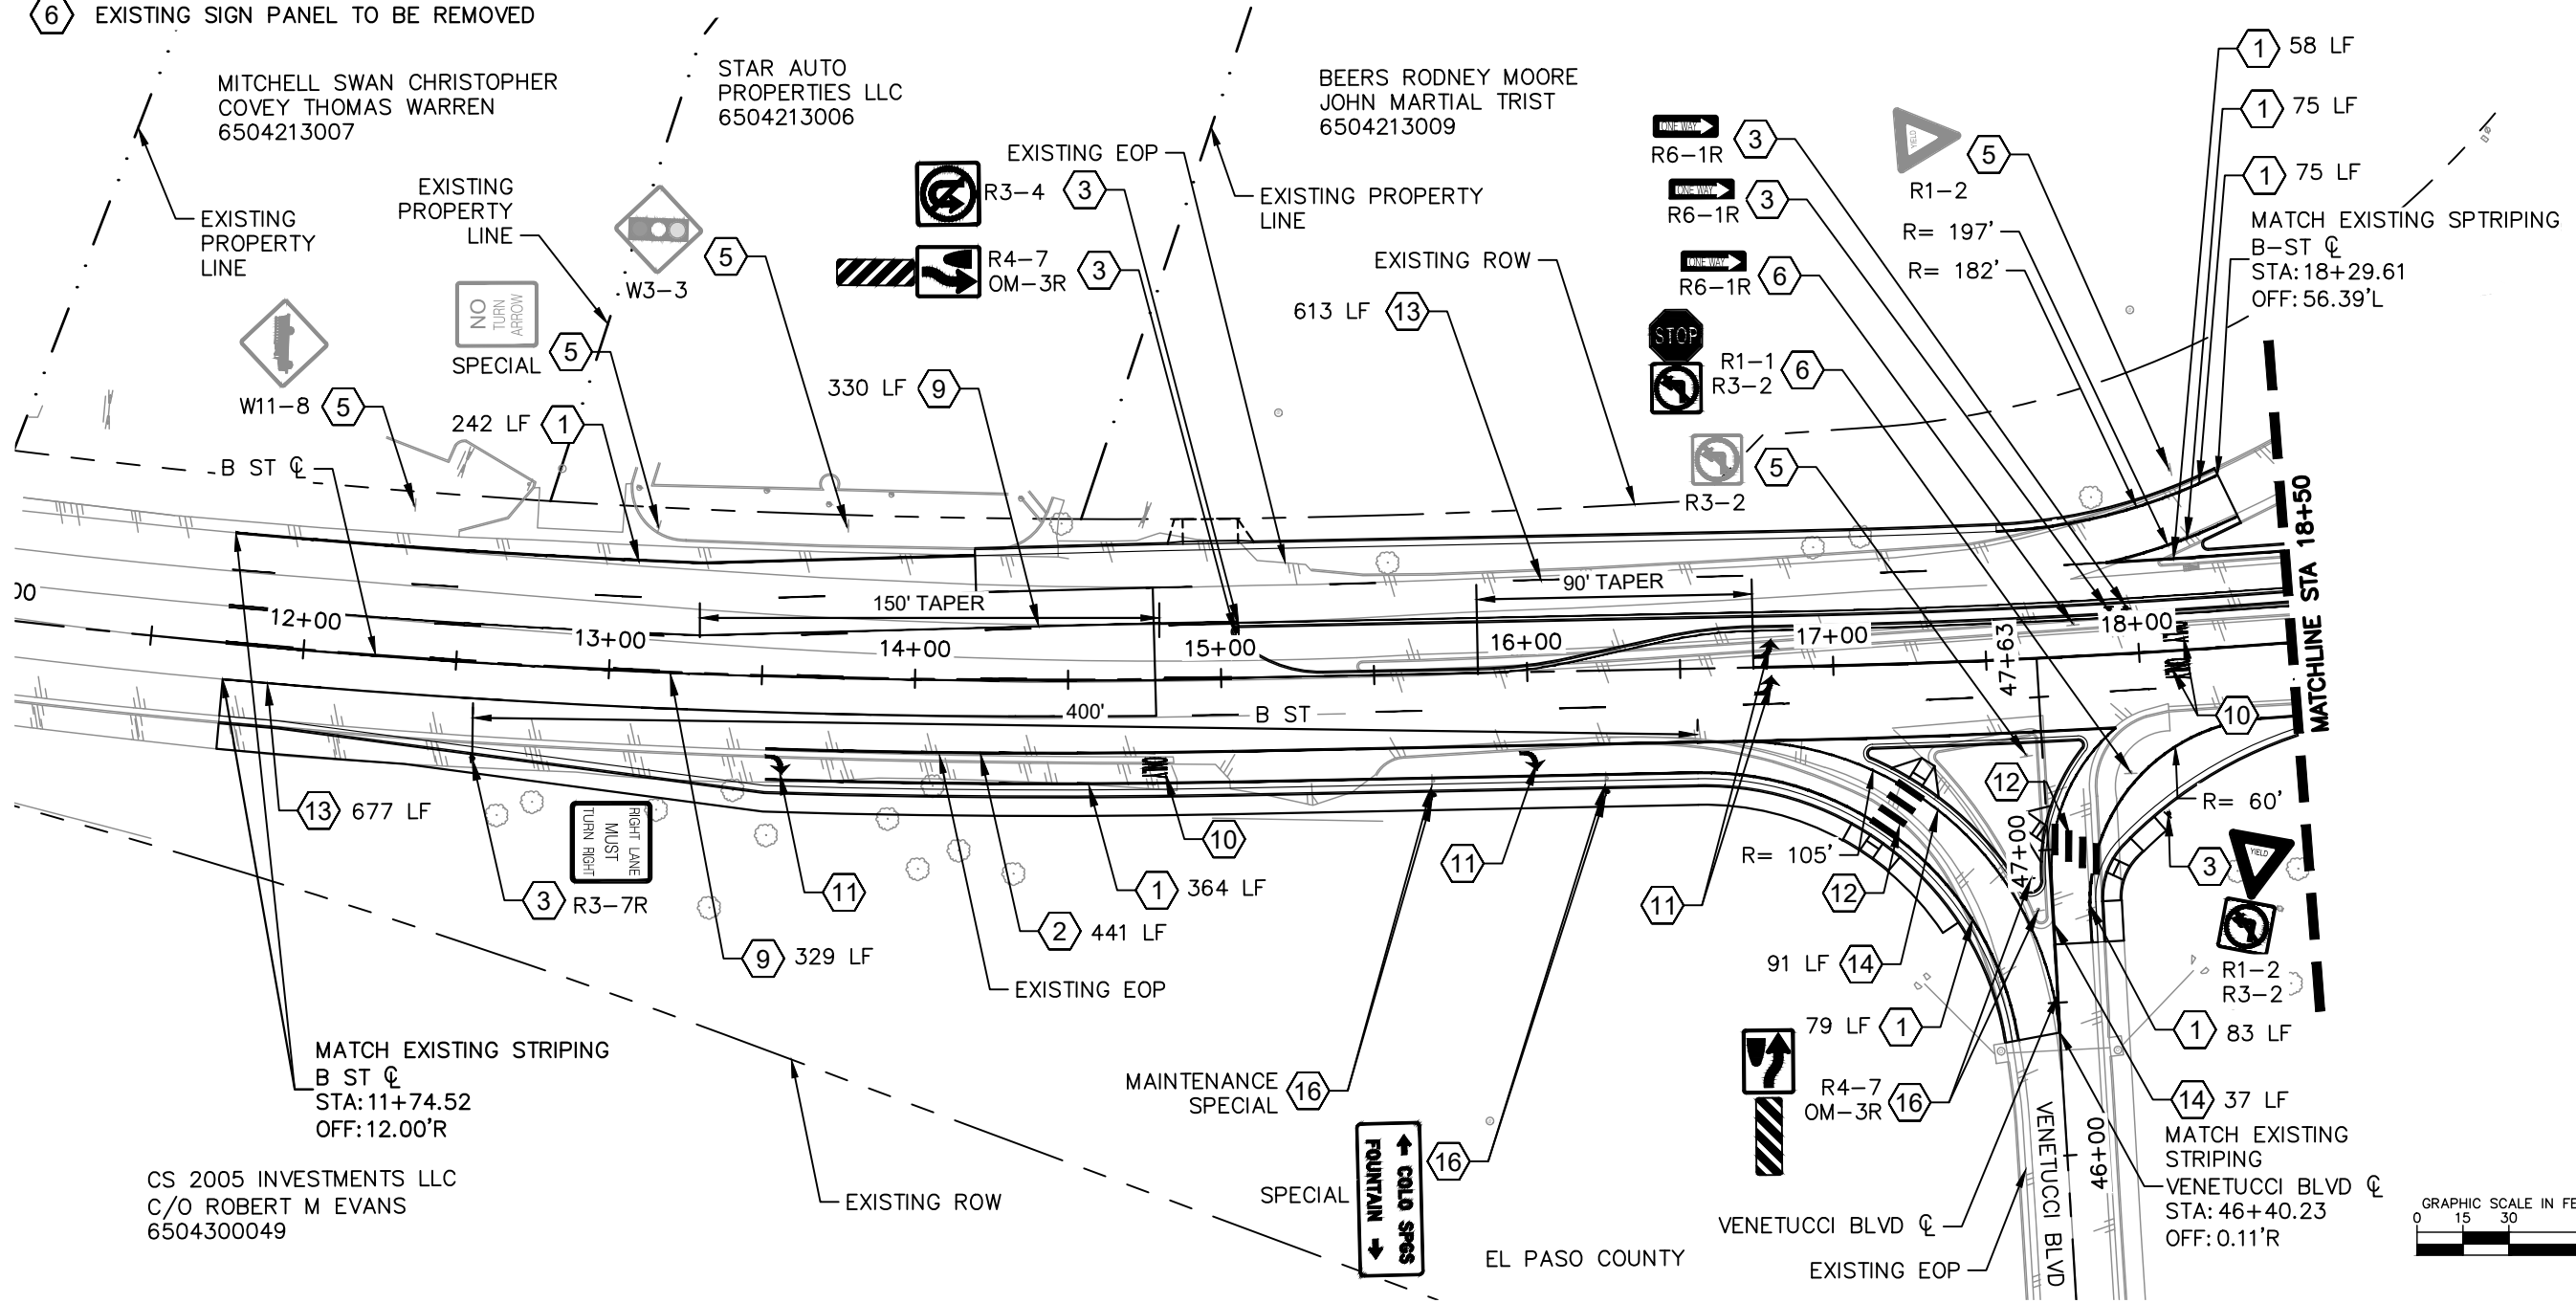 6 EXISTING SIGN PANEL TO BE REMOVED
MITCHELL SWAN CHRISTOPHER
COVEY THOMAS WARREN
6504213007
STAR AUTO
PROPERTIES LLC
6504213006
BEERS RODNEY MOORE
JOHN MARTIAL TRIST
6504213009
EXISTING
PROPERTY
LINE
EXISTING
PROPERTY
LINE
EXISTING EOP
EXISTING PROPERTY
LINE
EXISTING ROW
613 LF 13
R3-4 3
R4-7
OM-3R 3
W3-3
5
NO
TURN
ARROW
SPECIAL 5
W11-8 5
242 LF 1
330 LF 9
B ST ℄
ONE WAY
R6-1R 3
ONE WAY
R6-1R 3
ONE WAY
R6-1R 6
STOP
R1-1
R3-2 6
R3-2 5
YIELD
R1-2 5
R= 197'
R= 182'
1 58 LF
1 75 LF
1 75 LF
MATCH EXISTING SPTRIPING
B-ST ℄
STA:18+29.61
OFF:56.39'L
MATCHLINE STA 18+50
00
12+00
13+00
14+00
15+00
16+00
17+00
18+00
150' TAPER
90' TAPER
400'
B ST
47+63
47+00
46+00
ONLY
ONLY
ONLY
10
13 677 LF
3 R3-7R
RIGHT LANE
MUST
TURN RIGHT
11
9 329 LF
2 441 LF
1 364 LF
10
EXISTING EOP
11
11
12
12
R= 105'
R= 60'
3
YIELD
R1-2
R3-2
91 LF 14
79 LF 1
1 83 LF
14 37 LF
R4-7
OM-3R 16
MATCH EXISTING STRIPING
B ST ℄
STA:11+74.52
OFF:12.00'R
CS 2005 INVESTMENTS LLC
C/O ROBERT M EVANS
6504300049
EXISTING ROW
MAINTENANCE
SPECIAL 16
SPECIAL
← COLO SPGS
FOUNTAIN →
16
EL PASO COUNTY
VENETUCCI BLVD ℄
EXISTING EOP
VENETUCCI BLVD
MATCH EXISTING
STRIPING
VENETUCCI BLVD ℄
STA:46+40.23
OFF:0.11'R
GRAPHIC SCALE IN FE
0 15 30